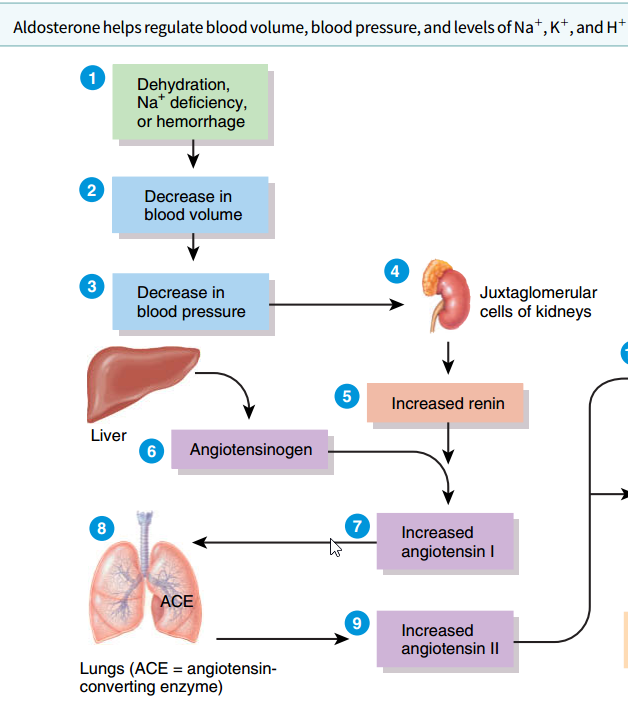 Aldosterone helps regulate blood volume, blood pressure, and levels of Na⁺, K⁺, and H⁺
1
Dehydration,
Na⁺ deficiency,
or hemorrhage
2
Decrease in
blood volume
3
Decrease in
blood pressure
4
Juxtaglomerular
cells of kidneys
5
Increased renin
Liver
6
Angiotensinogen
7
Increased
angiotensin I
8
ACE
Lungs (ACE = angiotensin-
converting enzyme)
9
Increased
angiotensin II